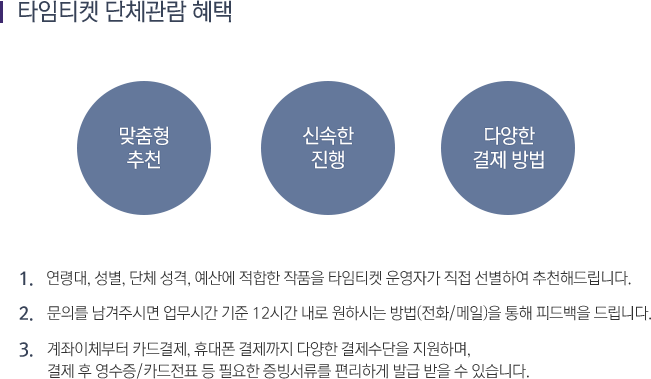 타임티켓 단체관람 혜택
맞춤형
추천
신속한
진행
다양한
결제 방법
1. 연령대, 성별, 단체 성격, 예산에 적합한 작품을 타임티켓 운영자가 직접 선별하여 추천해드립니다.
2. 문의를 남겨주시면 업무시간 기준 12시간 내로 원하시는 방법(전화/메일)을 통해 피드백을 드립니다.
3. 계좌이체부터 카드결제, 휴대폰 결제까지 다양한 결제수단을 지원하며,
결제 후 영수증/카드전표 등 필요한 증빙서류를 편리하게 발급 받을 수 있습니다.